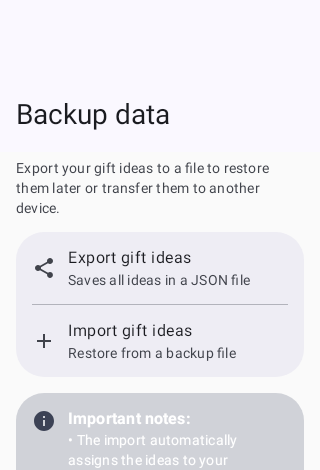 Backup data
Export your gift ideas to a file to restore
them later or transfer them to another
device.
Export gift ideas
Saves all ideas in a JSON file
Import gift ideas
Restore from a backup file
Important notes:
• The import automatically
assigns the ideas to your